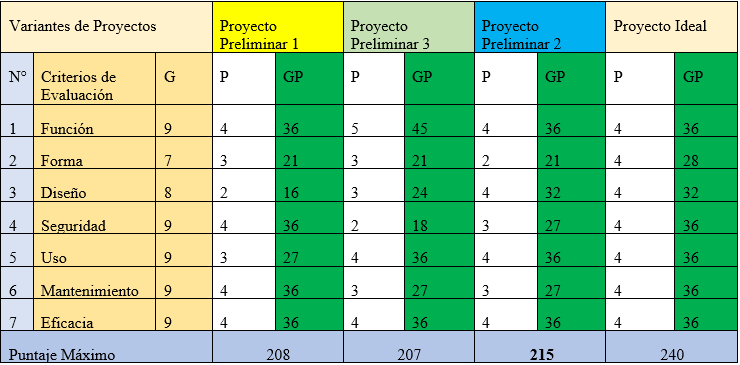 Variantes de Proyectos Proyecto Preliminar 1 Proyecto Preliminar 3 Proyecto Preliminar 2 Proyecto Ideal
N° Criterios de Evaluación G P GP P GP P GP P GP
1 Función 9 4 36 5 45 4 36 4 36
2 Forma 7 3 21 3 21 2 21 4 28
3 Diseño 8 2 16 3 24 4 32 4 32
4 Seguridad 9 4 36 2 18 3 27 4 36
5 Uso 9 3 27 4 36 4 36 4 36
6 Mantenimiento 9 4 36 3 27 3 27 4 36
7 Eficacia 9 4 36 4 36 4 36 4 36
Puntaje Máximo 208 207 215 240